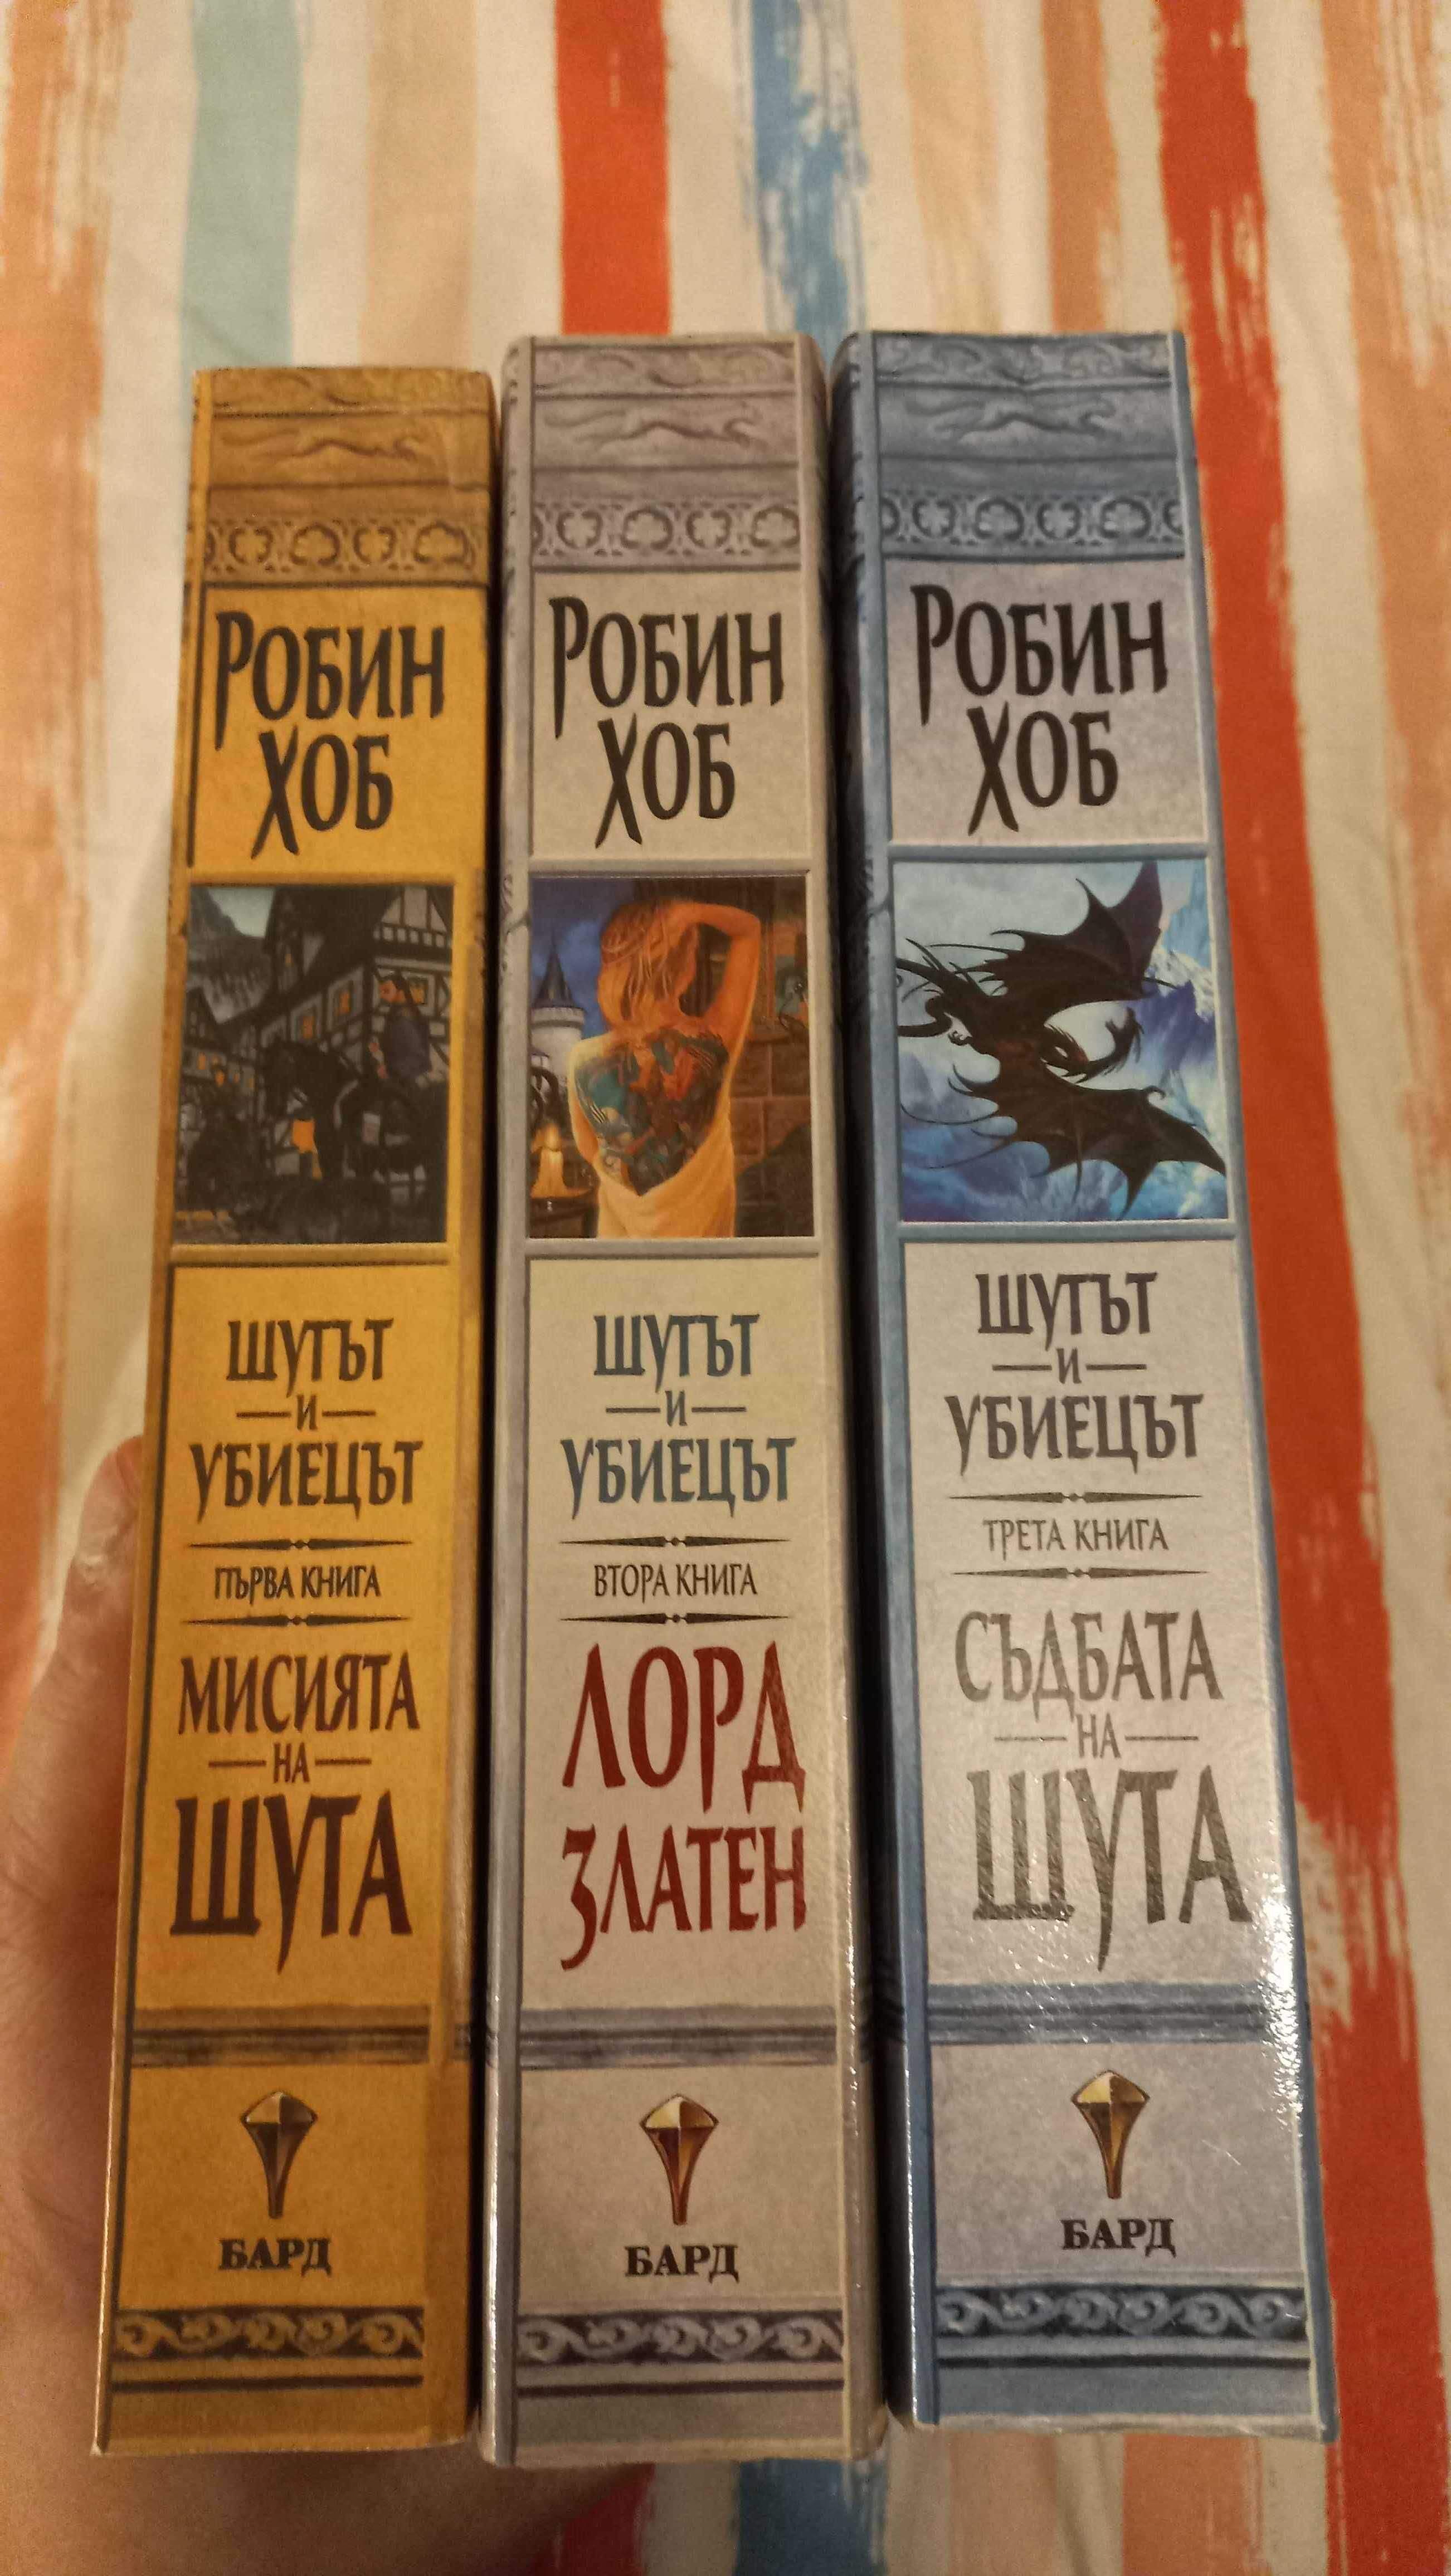 РОБИН
ХОБ
ШУТЪТ
И
УБИЕЦЪТ
ПЪРВА КНИГА
МИСИЯТА
НА
ШУТА
БАРД
РОБИН
ХОБ
ШУТЪТ
И
УБИЕЦЪТ
ВТОРА КНИГА
ЛОРД
ЗЛАТЕН
БАРД
РОБИН
ХОБ
ШУТЪТ
И
УБИЕЦЪТ
ТРЕТА КНИГА
СЪДБАТА
НА
ШУТА
БАРД